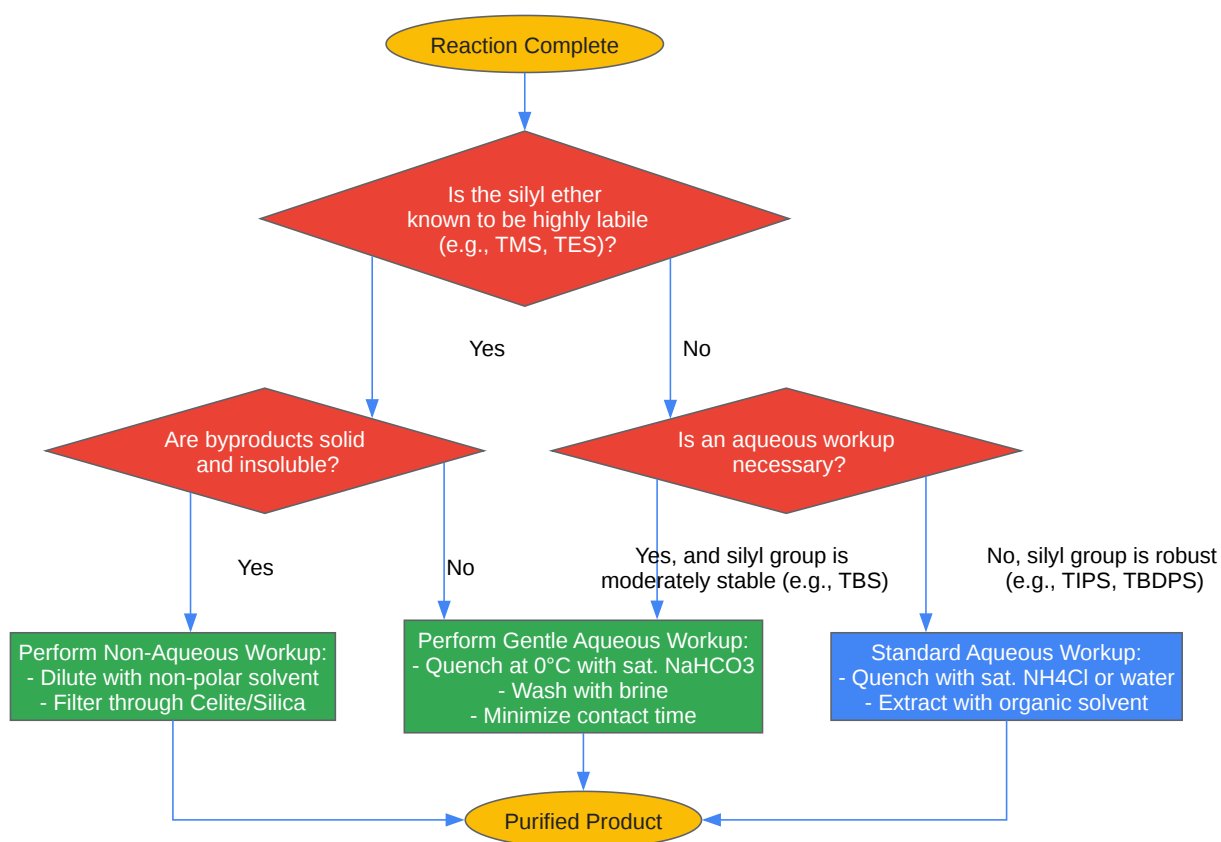 Reaction Complete
Is the silyl ether
known to be highly labile
(e.g., TMS, TES)?
Yes
No
Are byproducts solid
and insoluble?
Is an aqueous workup
necessary?
Yes
No
Yes, and silyl group is
moderately stable (e.g., TBS)
No, silyl group is robust
(e.g., TIPS, TBDPS)
Perform Non-Aqueous Workup:
- Dilute with non-polar solvent
- Filter through Celite/Silica
Perform Gentle Aqueous Workup:
- Quench at 0°C with sat. NaHCO3
- Wash with brine
- Minimize contact time
Standard Aqueous Workup:
- Quench with sat. NH4Cl or water
- Extract with organic solvent
Purified Product